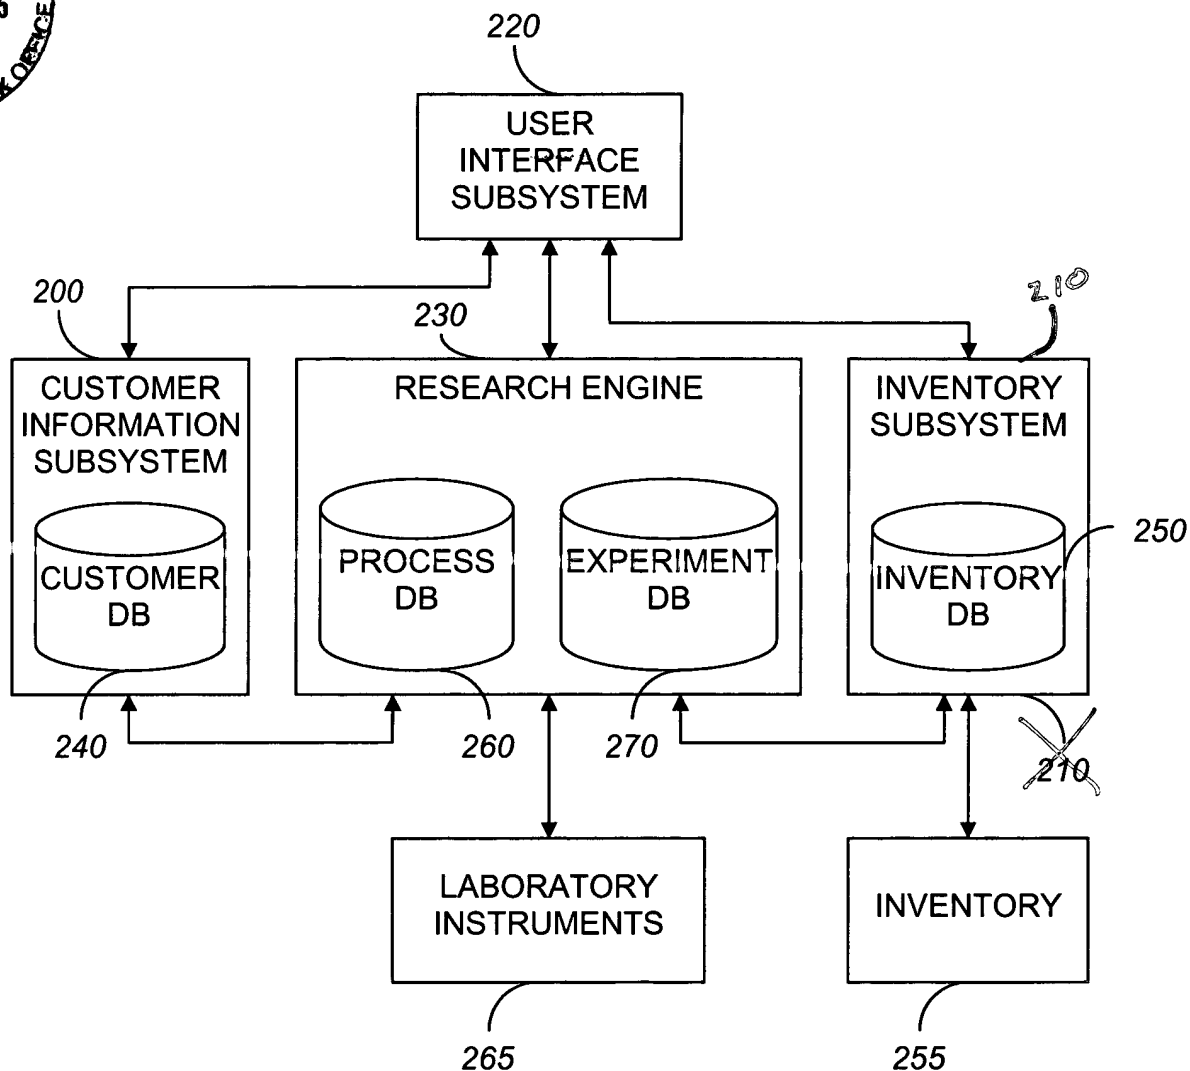 OFFICE
220
USER
INTERFACE
SUBSYSTEM
200
230
210
CUSTOMER
INFORMATION
SUBSYSTEM
RESEARCH ENGINE
INVENTORY
SUBSYSTEM
CUSTOMER
DB
PROCESS
DB
EXPERIMENT
DB
INVENTORY
DB
250
240
260
270
210
LABORATORY
INSTRUMENTS
INVENTORY
265
255